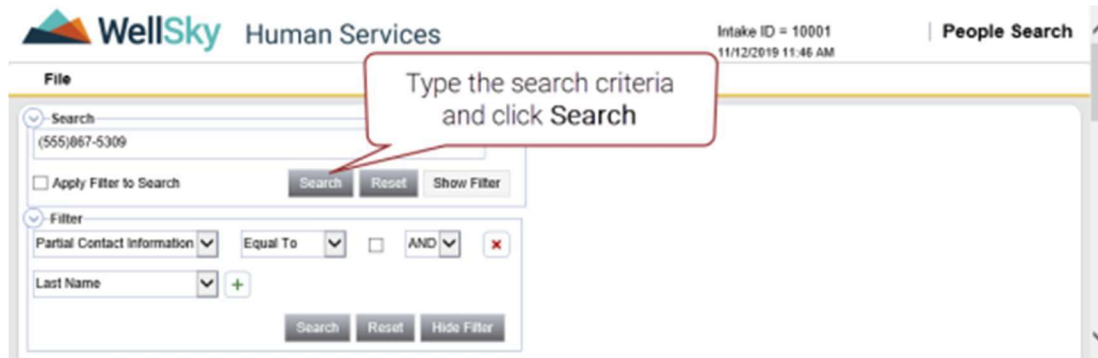 WellSky Human Services
Intake ID = 10001
11/12/2019 11:46 AM
People Search
File
Type the search criteria
and click Search
Search
(555)867-5309
Apply Filter to Search
Search Reset Show Filter
Filter
Partial Contact Information Equal To AND
Last Name
Search Reset Hide Filter